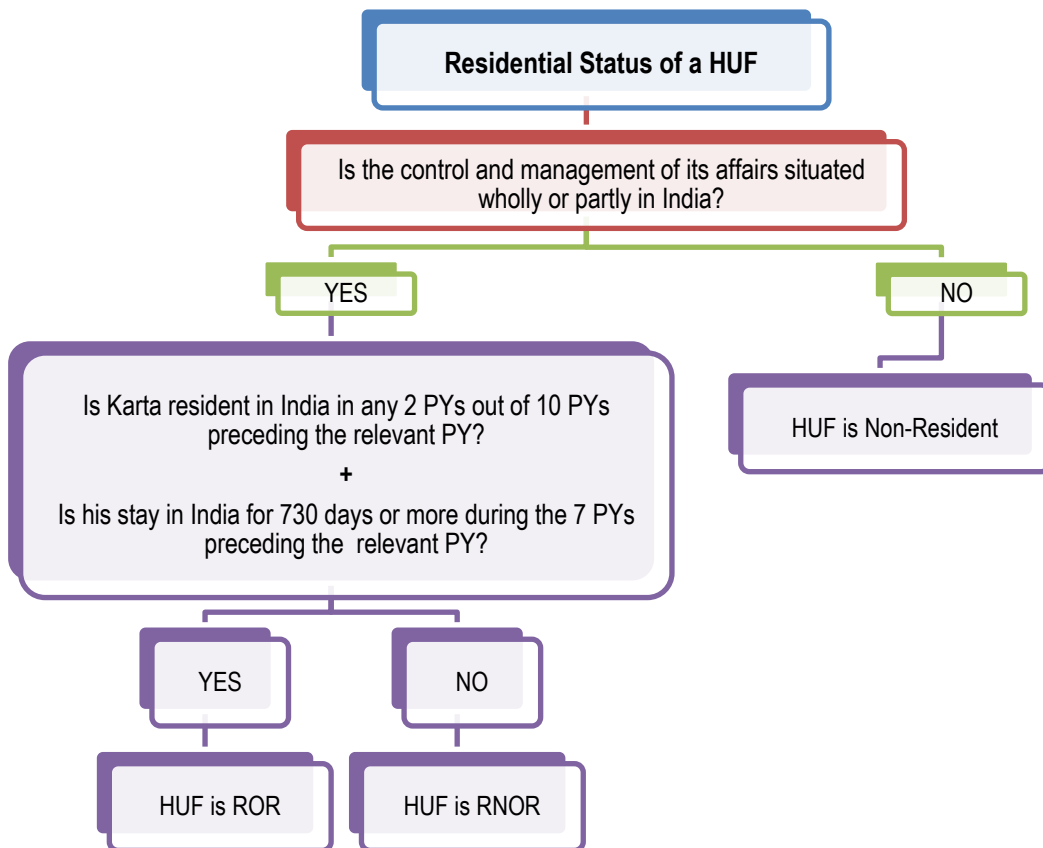 Residential Status of a HUF
Is the control and management of its affairs situated
wholly or partly in India?
YES
NO
Is Karta resident in India in any 2 PYs out of 10 PYs
preceding the relevant PY?
+
Is his stay in India for 730 days or more during the 7 PYs
preceding the relevant PY?
HUF is Non-Resident
YES
NO
HUF is ROR
HUF is RNOR